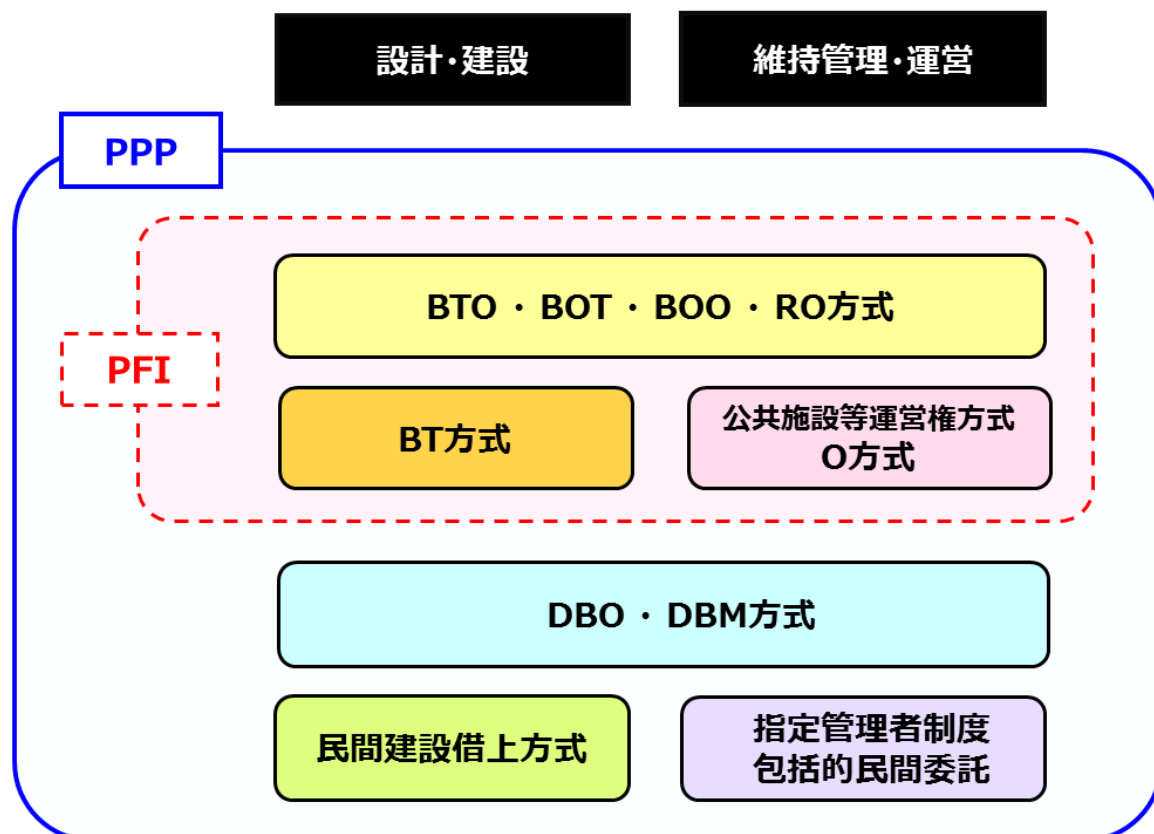 設計･建設
維持管理･運営
PPP
BTO ･ BOT ･ BOO ･ RO方式
PFI
BT方式
公共施設等運営権方式
O方式
DBO ･ DBM方式
民間建設借上方式
指定管理者制度
包括的民間委託